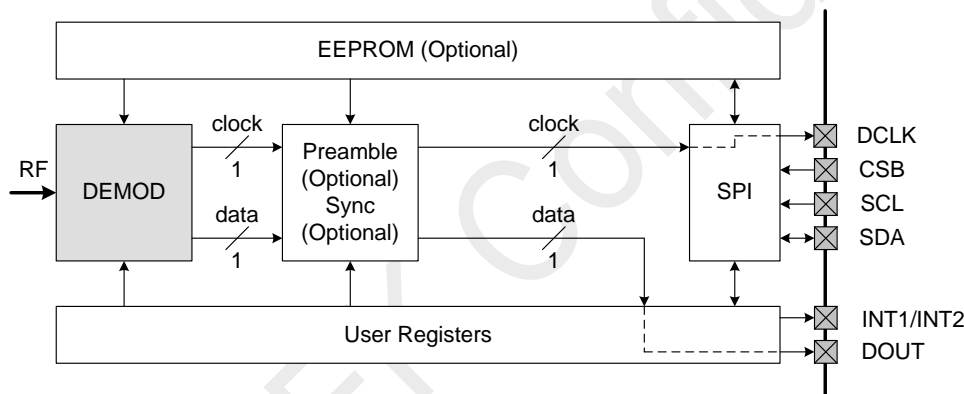 EEPROM (Optional)
clock
clock
1
1
RF
DEMOD
Preamble
(Optional)
Sync
(Optional)
data
data
1
1
SPI
DCLK
CSB
SCL
SDA
User Registers
INT1/INT2
DOUT